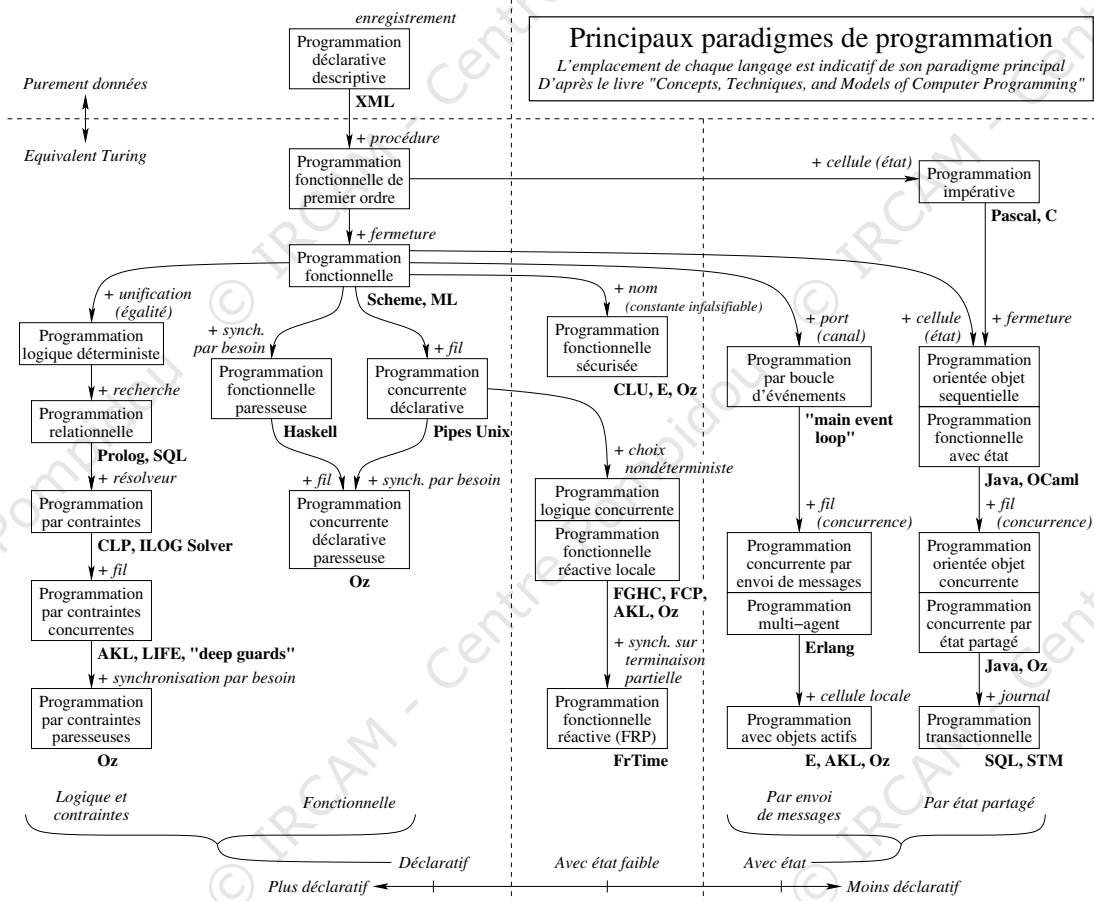 enregistrement
Programmation
déclarative
descriptive
XML
Principaux paradigmes de programmation
L'emplacement de chaque langage est indicatif de son paradigme principal
D'après le livre "Concepts, Techniques, and Models of Computer Programming"
Purement données
Equivalent Turing
+ procédure
Programmation
fonctionnelle de
premier ordre
+ cellule (état)
Programmation
impérative
Pascal, C
+ fermeture
Programmation
fonctionnelle
Scheme, ML
+ unification
(égalité)
Programmation
logique déterministe
+ recherche
Programmation
relationnelle
Prolog, SQL
+ résolveur
Programmation
par contraintes
CLP, ILOG Solver
+ fil
Programmation
par contraintes
concurrentes
AKL, LIFE, "deep guards"
+ synchronisation par besoin
Programmation
par contraintes
paresseuses
Oz
+ synch.
par besoin
Programmation
fonctionnelle
paresseuse
Haskell
+ fil
+ fil
Programmation
concurrente
déclarative
Pipes Unix
+ synch. par besoin
Programmation
concurrente
déclarative
paresseuse
Oz
+ nom
(constante infalsifiable)
Programmation
fonctionnelle
sécurisée
CLU, E, Oz
+ choix
nondéterministe
Programmation
logique concurrente
Programmation
fonctionnelle
réactive locale
FGHC, FCP,
AKL, Oz
+ synch. sur
terminaison
partielle
Programmation
fonctionnelle
réactive (FRP)
FrTime
+ port
(canal)
Programmation
par boucle
d'événements
"main event
loop"
+ fil
(concurrence)
Programmation
concurrente par
envoi de messages
Programmation
multi−agent
Erlang
+ cellule locale
Programmation
avec objets actifs
E, AKL, Oz
+ cellule
(état)
+ fermeture
Programmation
orientée objet
sequentielle
Programmation
fonctionnelle
avec état
Java, OCaml
+ fil
(concurrence)
Programmation
orientée objet
concurrente
Programmation
concurrente par
état partagé
Java, Oz
+ journal
Programmation
transactionnelle
SQL, STM
Logique et
contraintes
Fonctionnelle
Par envoi
de messages
Par état partagé
Déclaratif
Avec état faible
Avec état
Plus déclaratif
Moins déclaratif
© IRCAM - Centre Pompidou